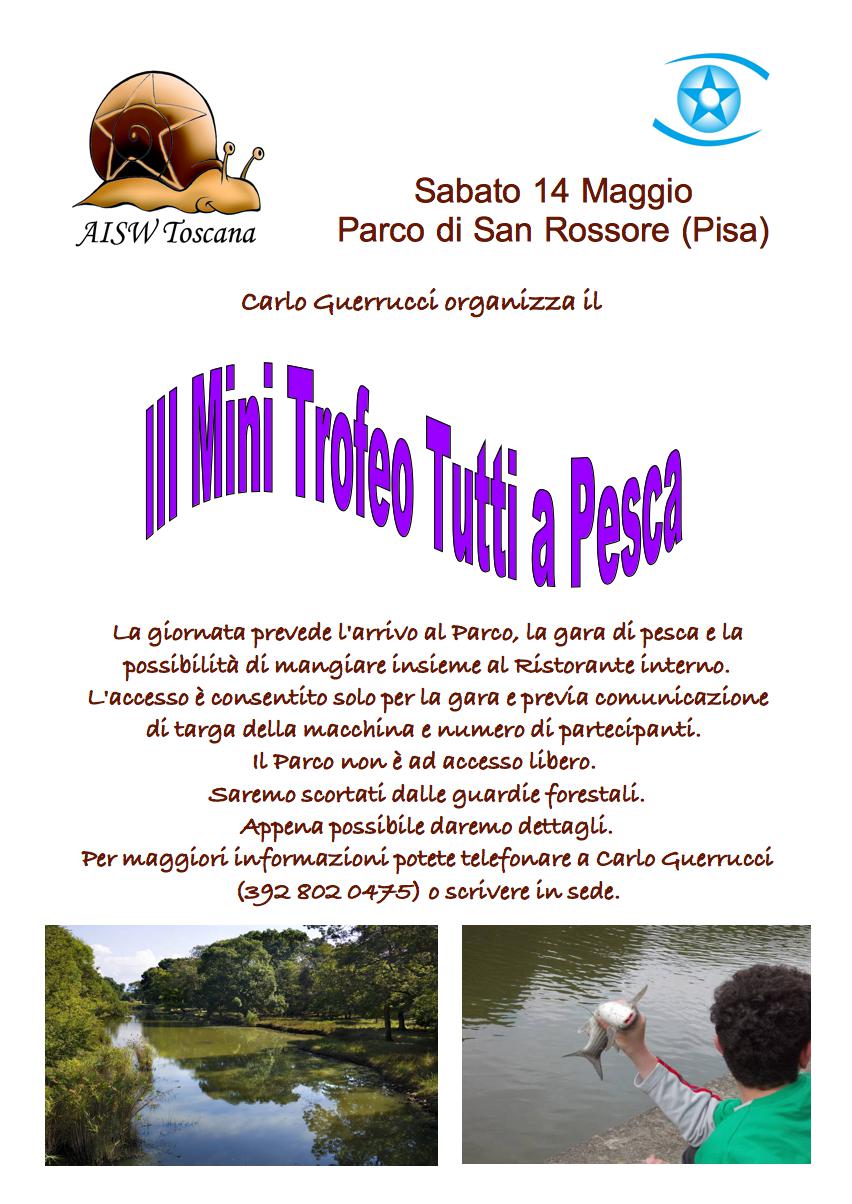 AISW Toscana
Sabato 14 Maggio
Parco di San Rossore (Pisa)
Carlo Guerrucci organizza il
III Mini Trofeo Tutti a Pesca
La giornata prevede l'arrivo al Parco, la gara di pesca e la
possibilità di mangiare insieme al Ristorante interno.
L'accesso è consentito solo per la gara e previa comunicazione
di targa della macchina e numero di partecipanti.
Il Parco non è ad accesso libero.
Saremo scortati dalle guardie forestali.
Appena possibile daremo dettagli.
Per maggiori informazioni potete telefonare a Carlo Guerrucci
(392 802 0475) o scrivere in sede.